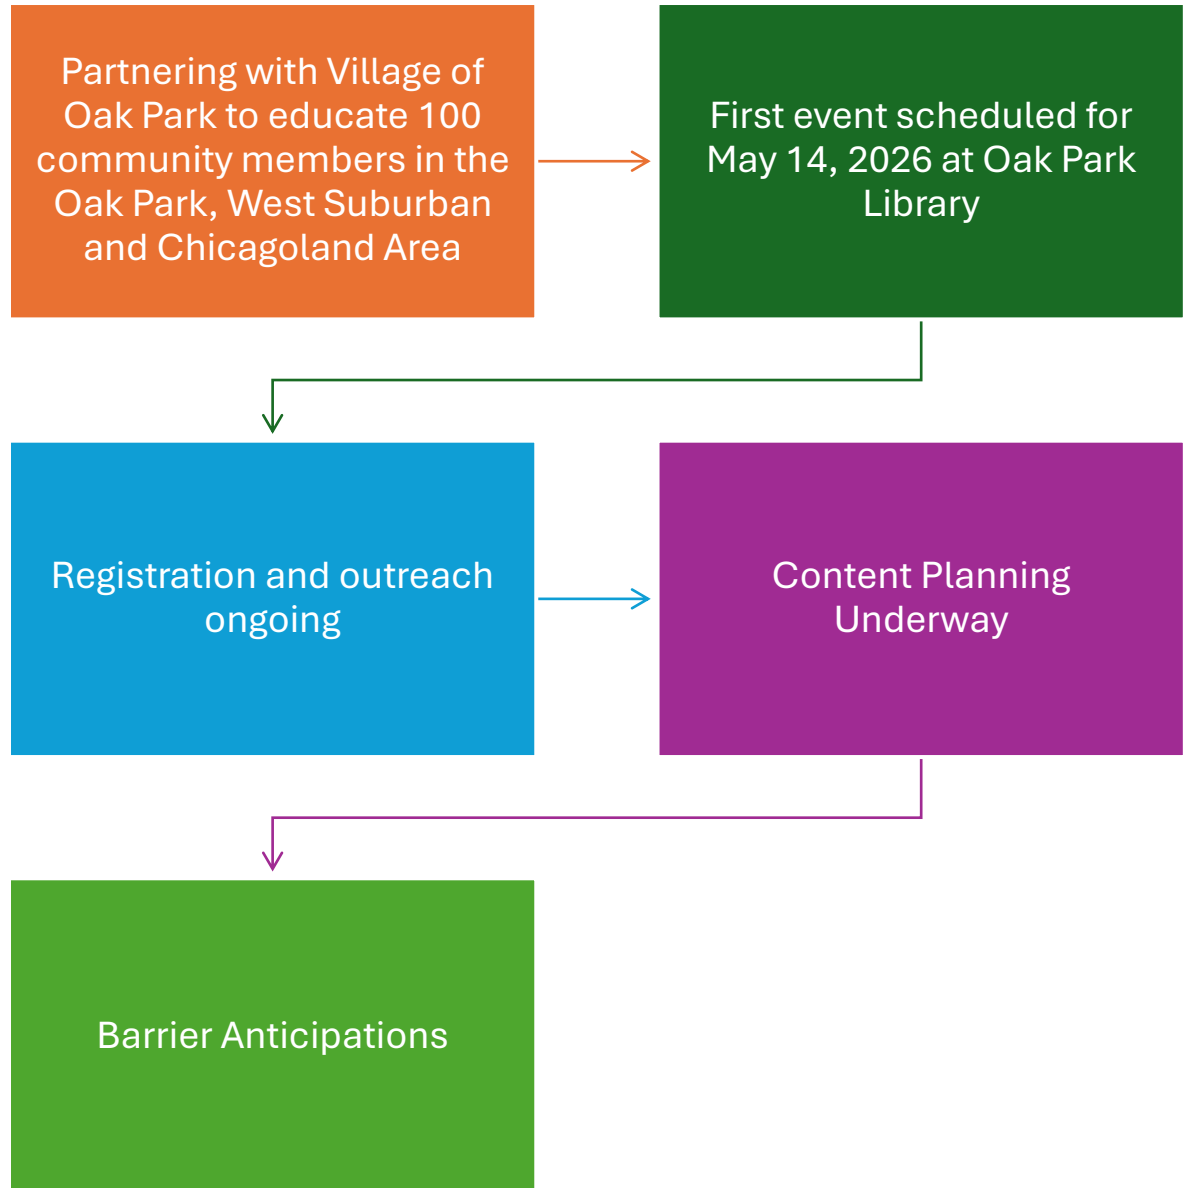 Partnering with Village of
Oak Park to educate 100
community members in the
Oak Park, West Suburban
and Chicagoland Area
First event scheduled for
May 14, 2026 at Oak Park
Library
Registration and outreach
ongoing
Content Planning
Underway
Barrier Anticipations